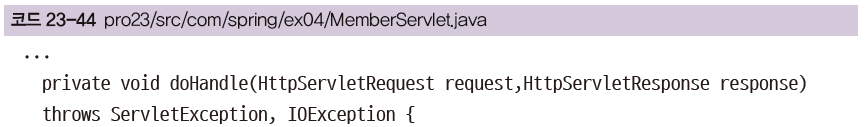 코드 23-44 pro23/src/com/spring/ex04/MemberServlet.java
...
private void doHandle(HttpServletRequest request,HttpServletResponse response)
throws ServletException, IOException {